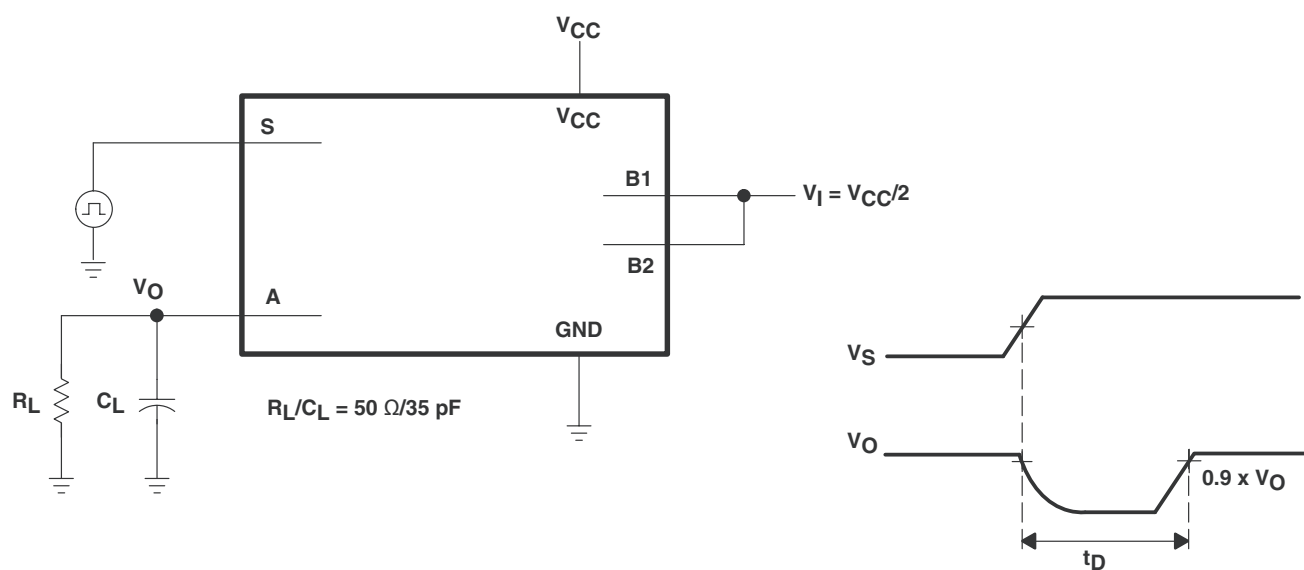 VCC
VCC
S
B1
VI = VCC/2
B2
VO
A
GND
RL
CL
RL/CL = 50 Ω/35 pF
VS
VO
0.9 x VO
tD